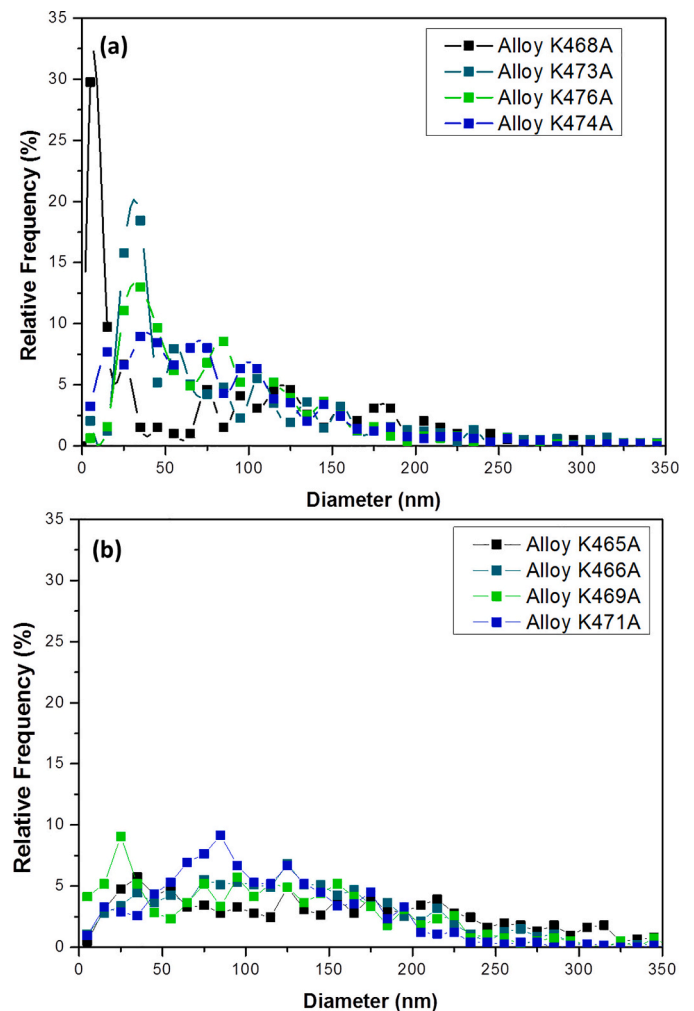 (a)
Alloy K468A
Alloy K473A
Alloy K476A
Alloy K474A
Relative Frequency (%)
35
30
25
20
15
10
5
0
0 50 100 150 200 250 300 350
Diameter (nm)
(b)
Alloy K465A
Alloy K466A
Alloy K469A
Alloy K471A
Relative Frequency (%)
35
30
25
20
15
10
5
0
0 50 100 150 200 250 300 350
Diameter (nm)